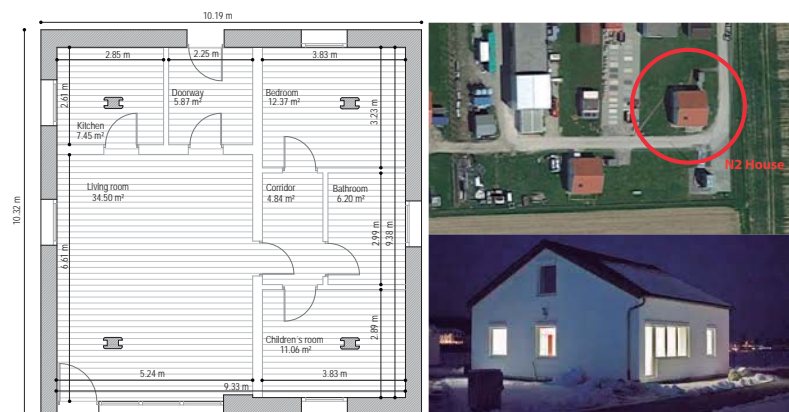 10.19 m
2.85 m
2.25 m
3.83 m
2.61 m
Doorway
5.87 m²
Bedroom
12.37 m²
3.23 m
Kitchen
7.45 m²
Living room
34.50 m²
Corridor
4.84 m²
Bathroom
6.20 m²
10.32 m
6.61 m
2.99 m
9.38 m
Children´s room
11.06 m²
2.89 m
5.24 m
3.83 m
9.33 m
N2 House